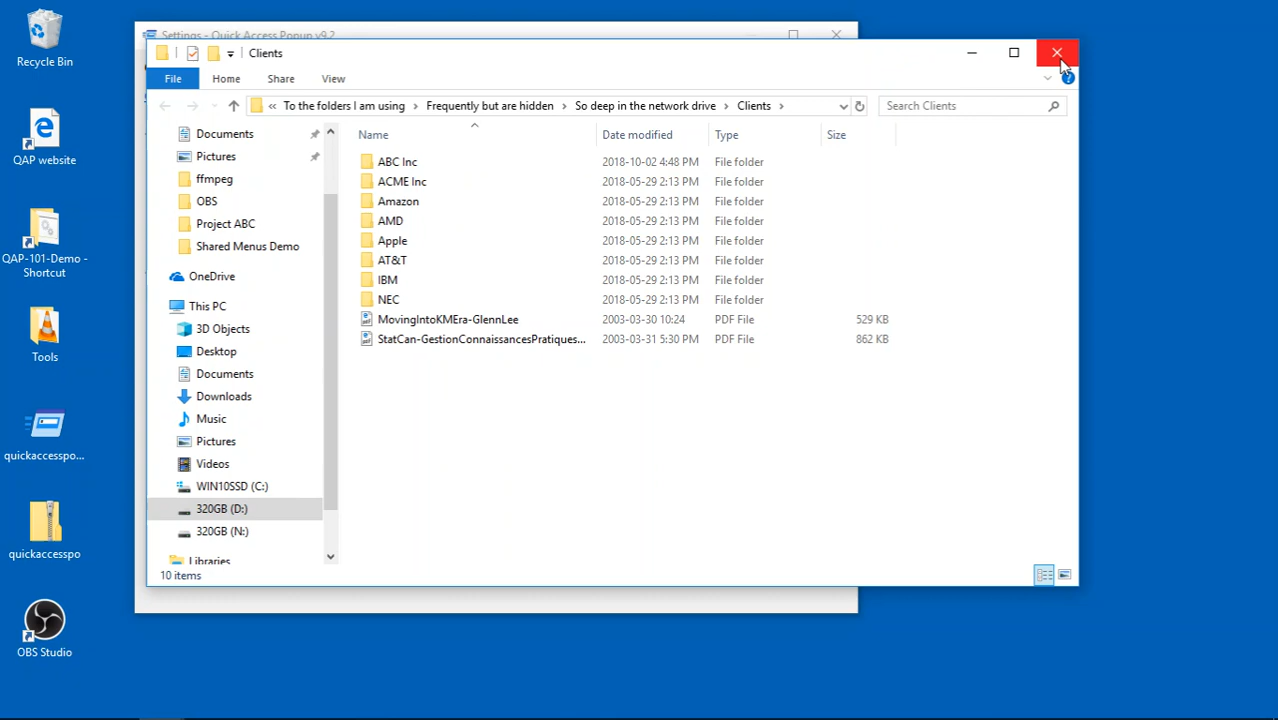 Recycle Bin
QAP website
QAP-101-Demo -
Shortcut
Tools
quickaccesspo...
quickaccesspo
OBS Studio
Settings - Quick Access Popup v9.2
Clients
File Home Share View
« To the folders I am using › Frequently but are hidden › So deep in the network drive › Clients ›
Search Clients
Documents
Pictures
ffmpeg
OBS
Project ABC
Shared Menus Demo
OneDrive
This PC
3D Objects
Desktop
Documents
Downloads
Music
Pictures
Videos
WIN10SSD (C:)
320GB (D:)
320GB (N:)
Libraries
Name Date modified Type Size
ABC Inc 2018-10-02 4:48 PM File folder
ACME Inc 2018-05-29 2:13 PM File folder
Amazon 2018-05-29 2:13 PM File folder
AMD 2018-05-29 2:13 PM File folder
Apple 2018-05-29 2:13 PM File folder
AT&T 2018-05-29 2:13 PM File folder
IBM 2018-05-29 2:13 PM File folder
NEC 2018-05-29 2:13 PM File folder
MovingIntoKMEra-GlennLee 2003-03-30 10:24 PDF File 529 KB
StatCan-GestionConnaissancesPratiques... 2003-03-31 5:30 PM PDF File 862 KB
10 items